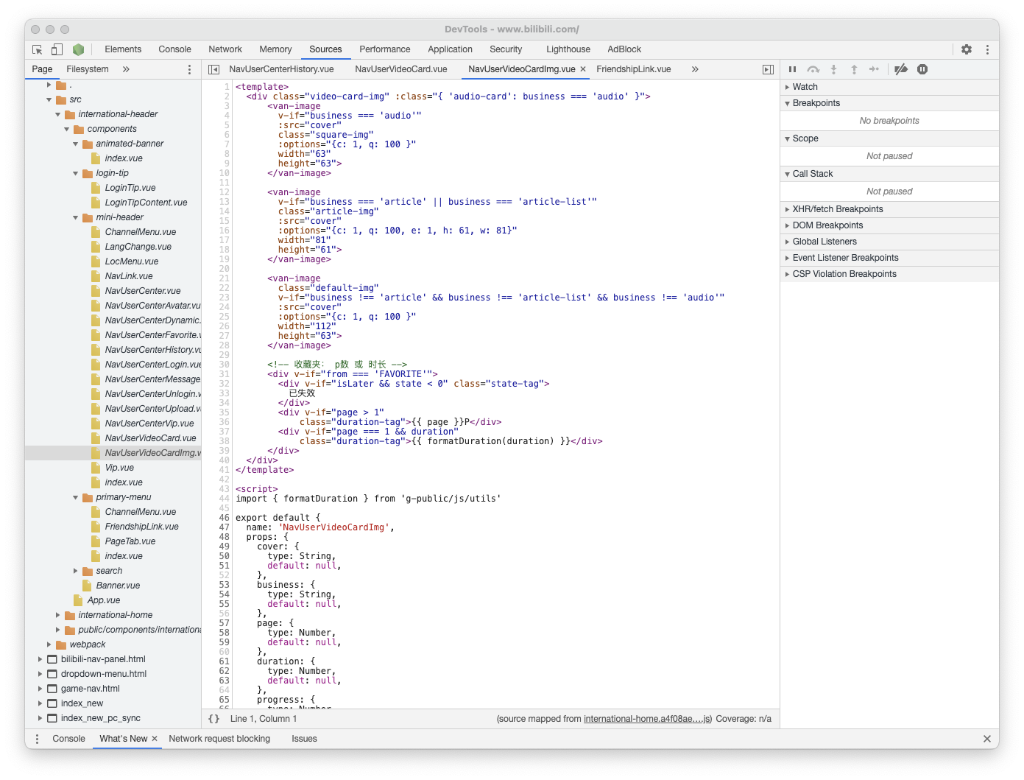 DevTools - www.bilibili.com/
Elements Console Network Memory Sources Performance Application Security Lighthouse AdBlock
Page Filesystem »
.
src
international-header
components
animated-banner
index.vue
login-tip
LoginTip.vue
LoginTipContent.vue
mini-header
ChannelMenu.vue
LangChange.vue
LocMenu.vue
NavLink.vue
NavUserCenter.vue
NavUserCenterAvatar.vu
NavUserCenterDynamic.
NavUserCenterFavorite.v
NavUserCenterHistory.vu
NavUserCenterLogin.vue
NavUserCenterMessage
NavUserCenterUnlogin.v
NavUserCenterUpload.v
NavUserCenterVip.vue
NavUserVideoCard.vue
NavUserVideoCardImg.v
Vip.vue
index.vue
primary-menu
ChannelMenu.vue
FriendshipLink.vue
PageTab.vue
index.vue
search
Banner.vue
App.vue
international-home
public/components/internationa
webpack
bilibili-nav-panel.html
dropdown-menu.html
game-nav.html
index_new
index_new_pc_sync
NavUserCenterHistory.vue NavUserVideoCard.vue NavUserVideoCardImg.vue × FriendshipLink.vue »
1 <template>
2 <div class="video-card-img" :class="{ 'audio-card': business === 'audio' }">
3 <van-image
4 v-if="business === 'audio'"
5 :src="cover"
6 class="square-img"
7 :options="{c: 1, q: 100 }"
8 width="63"
9 height="63">
10 </van-image>
11
12 <van-image
13 v-if="business === 'article' || business === 'article-list'"
14 class="article-img"
15 :src="cover"
16 :options="{c: 1, q: 100, e: 1, h: 61, w: 81}"
17 width="81"
18 height="61">
19 </van-image>
20
21 <van-image
22 class="default-img"
23 v-if="business !== 'article' && business !== 'article-list' && business !== 'audio'"
24 :src="cover"
25 :options="{c: 1, q: 100 }"
26 width="112"
27 height="63">
28 </van-image>
29
30 <!-- 收藏夹： p数 或 时长 -->
31 <div v-if="from === 'FAVORITE'">
32 <div v-if="isLater && state < 0" class="state-tag">
33 已失效
34 </div>
35 <div v-if="page > 1"
36 class="duration-tag">{{ page }}P</div>
37 <div v-if="page === 1 && duration"
38 class="duration-tag">{{ formatDuration(duration) }}</div>
39 </div>
40 </div>
41 </template>
42
43 <script>
44 import { formatDuration } from 'g-public/js/utils'
45
46 export default {
47 name: 'NavUserVideoCardImg',
48 props: {
49 cover: {
50 type: String,
51 default: null,
52 },
53 business: {
54 type: String,
55 default: null,
56 },
57 page: {
58 type: Number,
59 default: null,
60 },
61 duration: {
62 type: Number,
63 default: null,
64 },
65 progress: {
66 type: Number
{} Line 1, Column 1 (source mapped from international-home.a4f08ae....js) Coverage: n/a
Watch
Breakpoints
No breakpoints
Scope
Not paused
Call Stack
Not paused
XHR/fetch Breakpoints
DOM Breakpoints
Global Listeners
Event Listener Breakpoints
CSP Violation Breakpoints
Console What's New × Network request blocking Issues